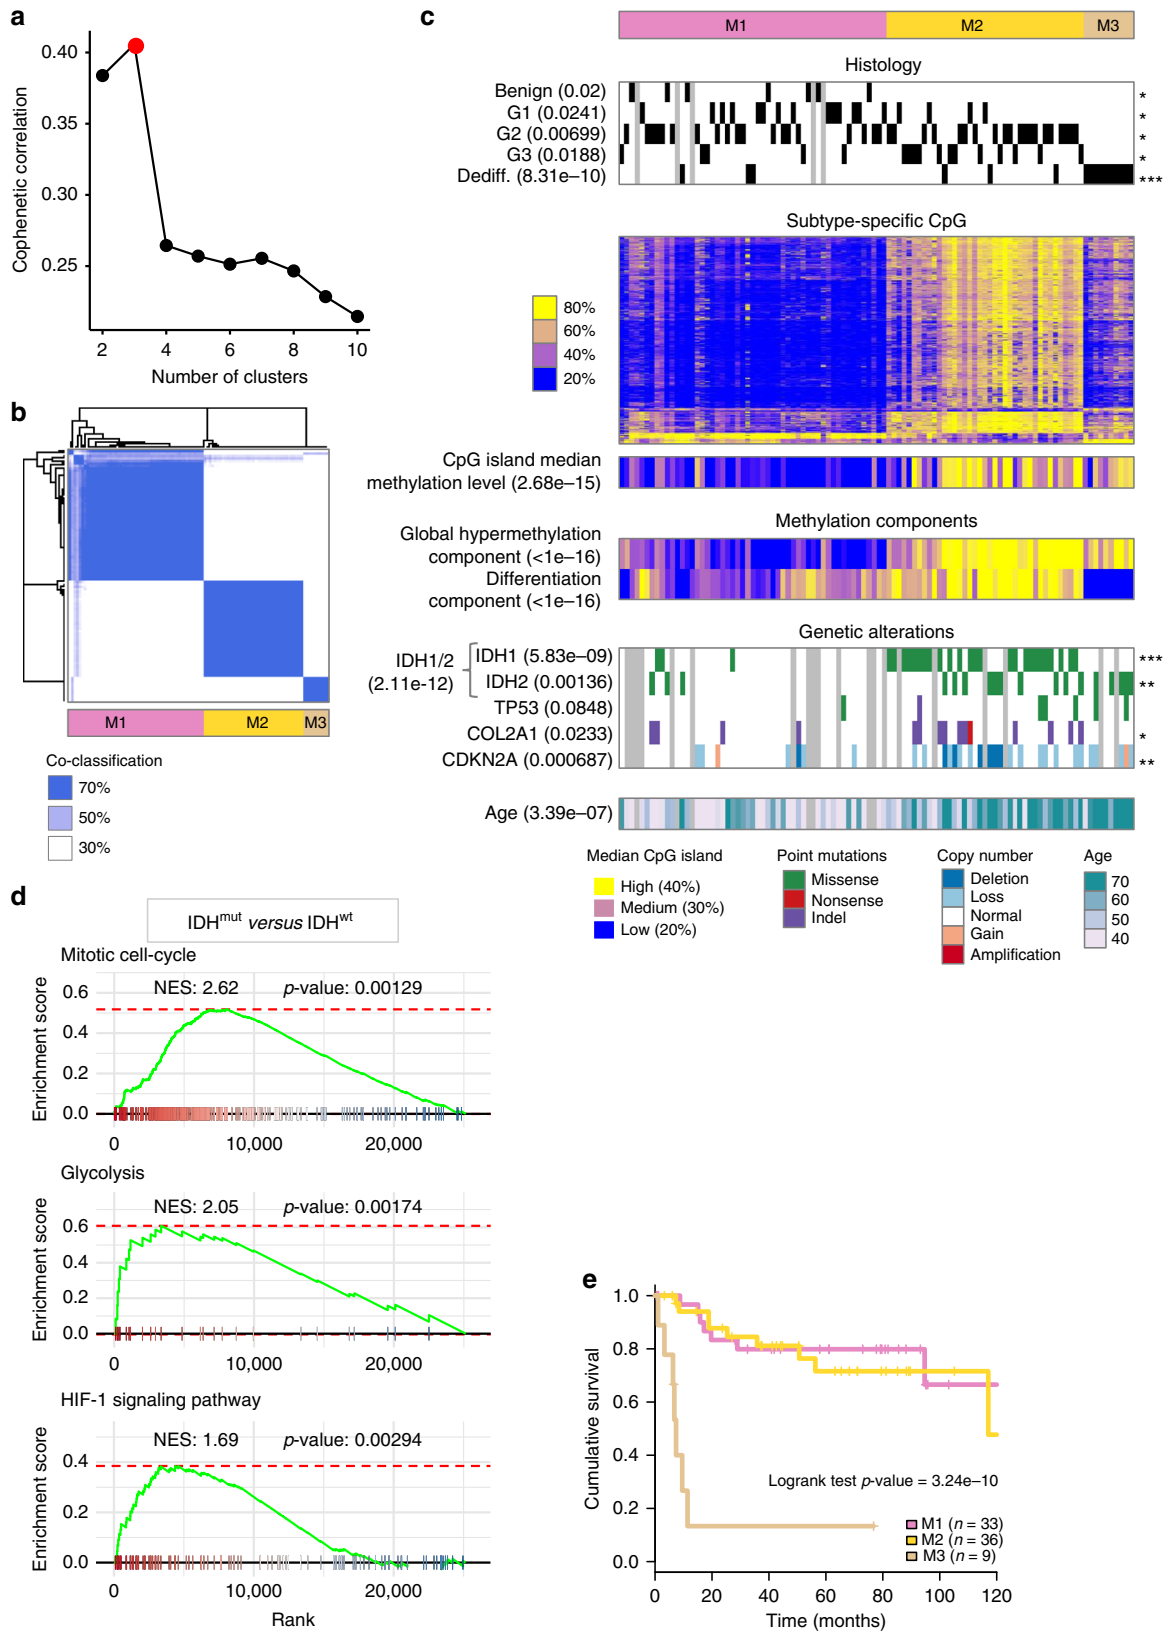 a
0.40
0.35
0.30
0.25
Cophenetic correlation
2 4 6 8 10
Number of clusters
b
M1 M2 M3
Co-classification
70%
50%
30%
c
M1 M2 M3
Histology
Benign (0.02) *
G1 (0.0241) *
G2 (0.00699) *
G3 (0.0188) *
Dediff. (8.31e–10) ***
Subtype-specific CpG
80%
60%
40%
20%
CpG island median
methylation level (2.68e–15)
Methylation components
Global hypermethylation
component (<1e–16)
Differentiation
component (<1e–16)
Genetic alterations
IDH1/2
(2.11e-12)
IDH1 (5.83e–09) ***
IDH2 (0.00136) **
TP53 (0.0848)
COL2A1 (0.0233) *
CDKN2A (0.000687) **
Age (3.39e–07)
Median CpG island
High (40%)
Medium (30%)
Low (20%)
Point mutations
Missense
Nonsense
Indel
Copy number
Deletion
Loss
Normal
Gain
Amplification
Age
70
60
50
40
d
IDHmut versus IDHwt
Mitotic cell-cycle
NES: 2.62 p-value: 0.00129
0.6
0.4
0.2
0.0
Enrichment score
0 10,000 20,000
Glycolysis
NES: 2.05 p-value: 0.00174
0.6
0.4
0.2
0.0
Enrichment score
0 10,000 20,000
HIF-1 signaling pathway
NES: 1.69 p-value: 0.00294
0.4
0.2
0.0
Enrichment score
0 10,000 20,000
Rank
e
1.0
0.8
0.6
0.4
0.2
0.0
Cumulative survival
Logrank test p-value = 3.24e–10
M1 (n = 33)
M2 (n = 36)
M3 (n = 9)
0 20 40 60 80 100 120
Time (months)